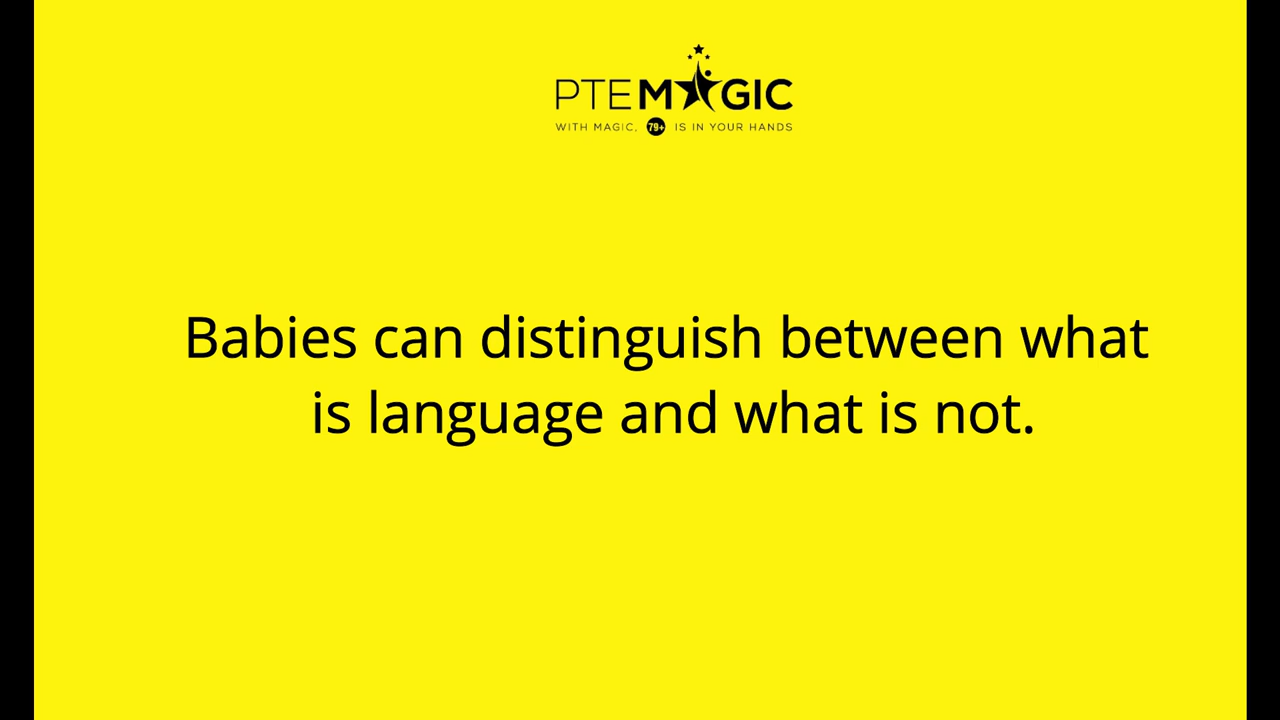 PTEMAGIC
WITH MAGIC, 79+ IS IN YOUR HANDS
Babies can distinguish between what
is language and what is not.